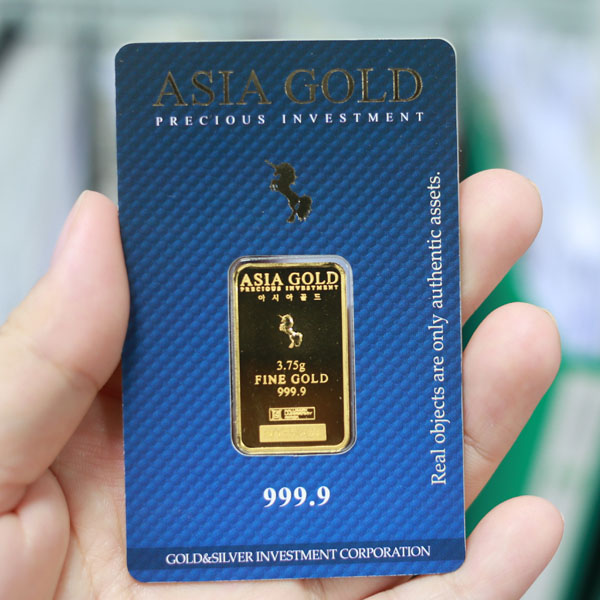 ASIA GOLD
PRECIOUS INVESTMENT
Real objects are only authentic assets.
ASIA GOLD
PRECIOUS INVESTMENT
아시아골드
3.75g
FINE GOLD
999.9
999.9
GOLD&SILVER INVESTMENT CORPORATION